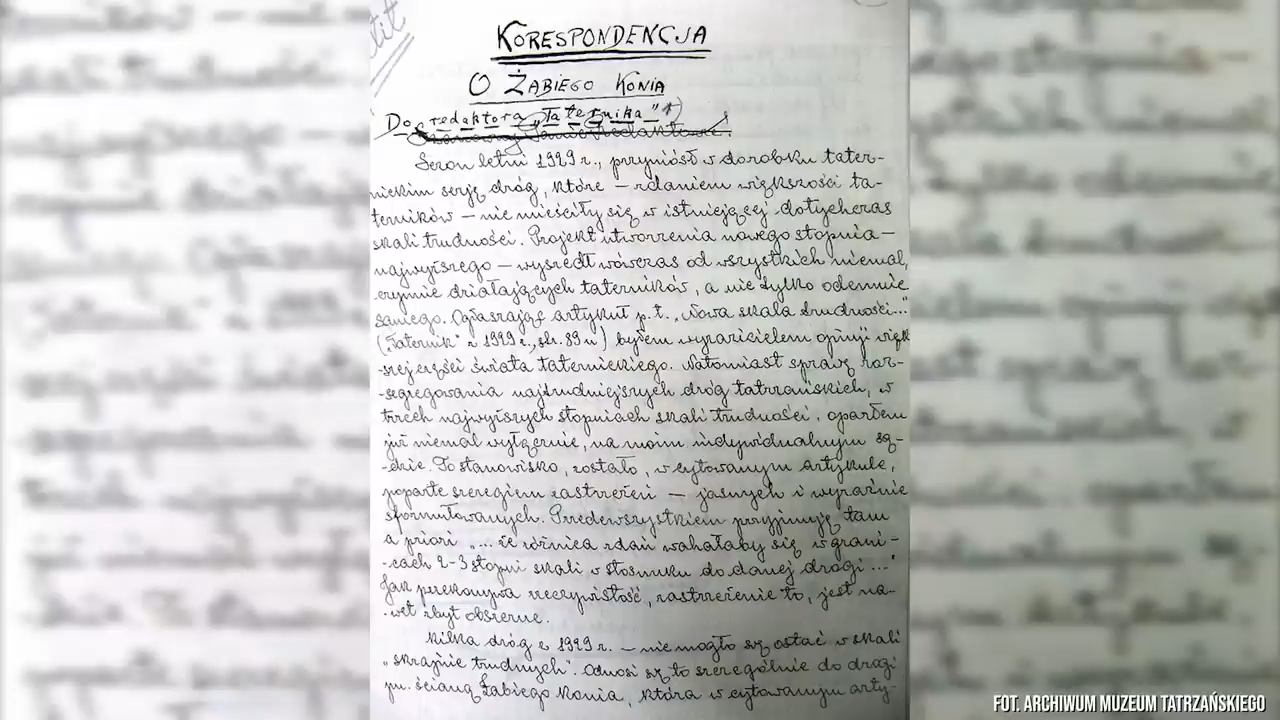 KORESPONDENCJA
O ŻABIEGO KONIA
Do redaktora „Taternika" *)
Sezon letni 1929 r., przyniósł w dorobku tater-
nickim serję dróg, które — zdaniem większości ta-
terników — nie mieściły się w istniejącej dotychczas
skali trudności. Projekt utworzenia nowego stopnia —
najwyższego — wyszedł wówczas od wszystkich niemal,
czynnie działających taterników, a nie tylko odemnie
samego. Ogłaszając artykuł p.t. „Nowa skala trudności..."
(„Taternik" z 1929 r., str. 89 n) byłem wyrazicielem opinji więk
szej części świata taternickiego. Natomiast sprawę roz-
-segregowania najtrudniejszych dróg tatrzańskich, w
trzech najwyższych stopniach skali trudności, oparłem
już niemal wyłącznie, na moim indywidualnym są-
-dzie. To stanowisko, zostało, w cytowanym artykule,
poparte szeregiem zastrzeżeń — jasnych i wyraźnie
sformułowanych. Przedewszystkiem przyjmuję tam
a priori „... że różnica zdań wahałaby się w grani-
-cach 2-3 stopni skali w stosunku do danej drogi ..."
Jak przekonywa rzeczywistość, zastrzeżenie to, jest na-
-wet zbyt obszerne.
Kilka dróg z 1929 r. — nie mogło się ostać w skali
„skrajnie trudnych". Odnosi się to szczególnie do drogi
pn. ścianą Żabiego Konia, która w cytowanym arty-
FOT. ARCHIWUM MUZEUM TATRZAŃSKIEGO